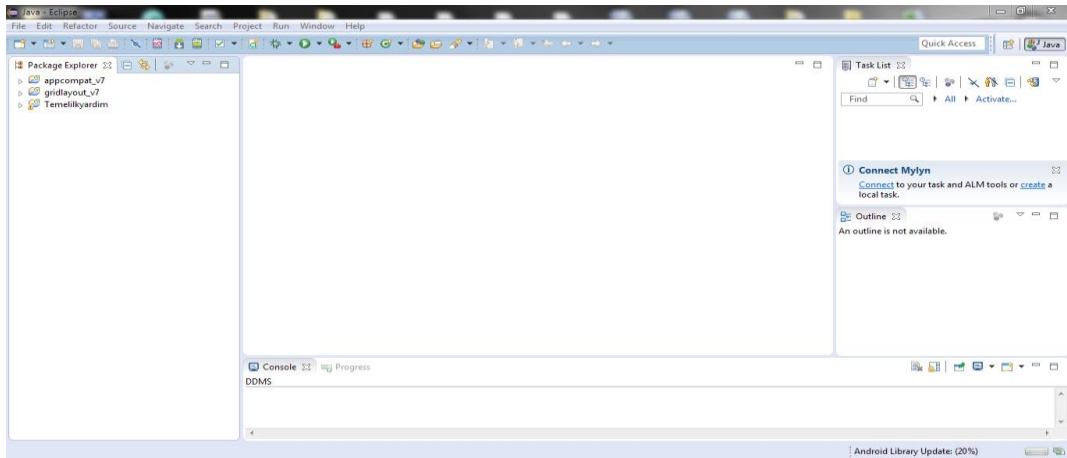 Java - Eclipse
File Edit Refactor Source Navigate Search Project Run Window Help
Quick Access
Java
Package Explorer
appcompat_v7
gridlayout_v7
Temelilkyardim
Task List
Find
All
Activate...
Connect Mylyn
Connect to your task and ALM tools or create a
local task.
Outline
An outline is not available.
Console
Progress
DDMS
Android Library Update: (20%)